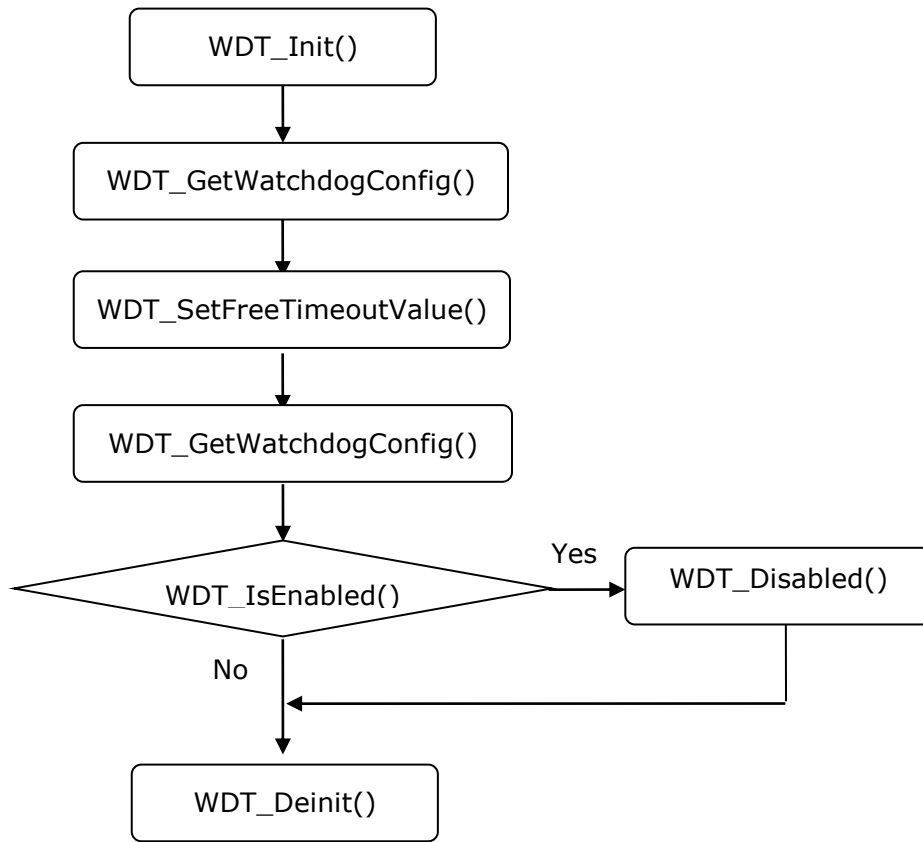 WDT_Init()
WDT_GetWatchdogConfig()
WDT_SetFreeTimeoutValue()
WDT_GetWatchdogConfig()
WDT_IsEnabled()
Yes
WDT_Disabled()
No
WDT_Deinit()